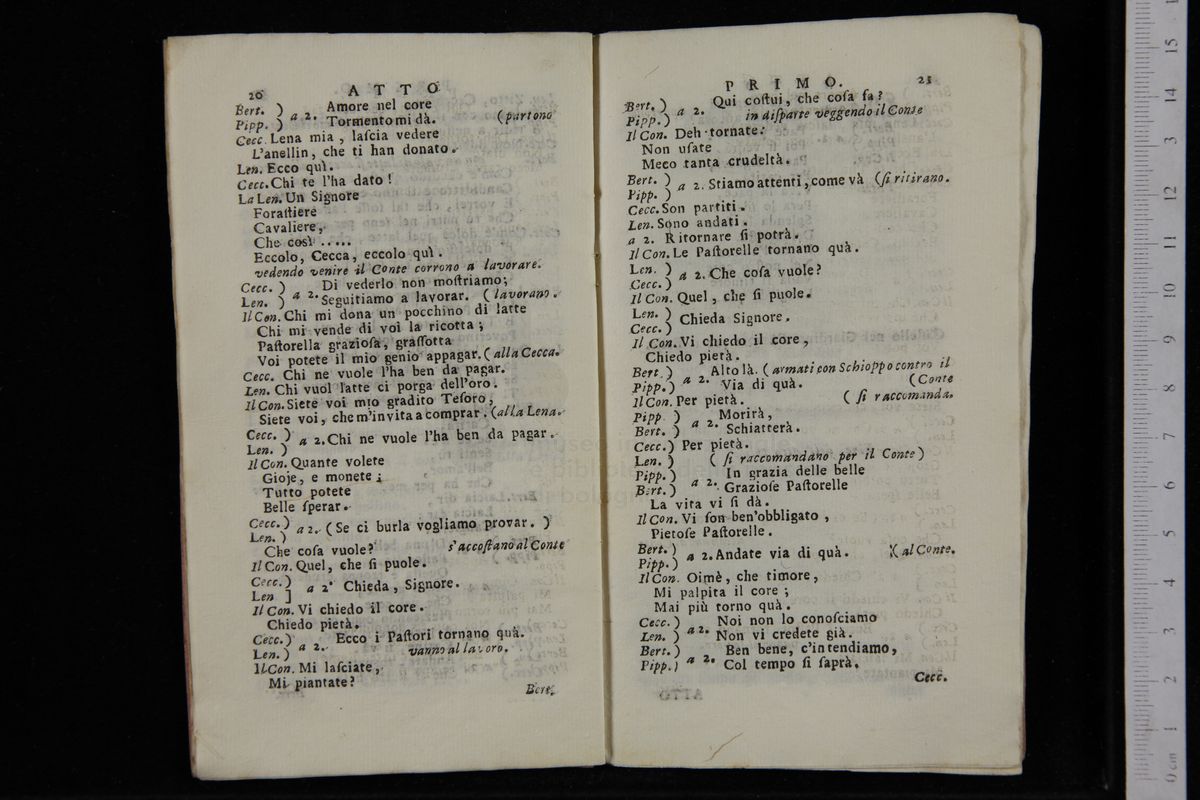 20 ATTO
Bert. ) Amore nel core
Pipp. ) a 2. Tormento mi dà. (partono
Cecc. Lena mia, laſcia vedere
L'anellin, che ti han donato.
Len. Ecco quì.
Cecc. Chi te l'ha dato!
La Len. Un Signore
Foraſtiere
Cavaliere,
Che così .....
Eccolo, Cecca, eccolo quì.
vedendo venire il Conte corrono a lavorare.
Cecc. ) Di vederlo non moſtriamo;
Len. ) a 2. Seguitiamo a lavorar. (lavorano.
Il Con. Chi mi dona un pocchino di latte
Chi mi vende di voi la ricotta;
Paſtorella grazioſa, graſſotta
Voi potete il mio genio appagar. (alla Cecca.
Cecc. Chi ne vuole l'ha ben da pagar.
Len. Chi vuol latte ci porga dell'oro.
Il Con. Siete voi mio gradito Teſoro,
Siete voi, che m'invita a comprar. (alla Lena.
Cecc. ) a 2. Chi ne vuole l'ha ben da pagar.
Len. )
Il Con. Quante volete
Gioje, e monete;
Tutto potete
Belle ſperar.
Cecc. ) a 2. (Se ci burla vogliamo provar. )
Len. )
Che coſa vuole? s'accoſtano al Conte
Il Con. Quel, che ſi puole.
Cecc. ) a 2 Chieda, Signore.
Len ]
Il Con. Vi chiedo il core.
Chiedo pietà.
Cecc. ) Ecco i Paſtori tornano quà.
Len. ) a 2. vanno al lavoro.
Il Con. Mi laſciate,
Mi piantate?
Bert.
PRIMO. 21
Bert. ) Qui coſtui, che coſa fa?
Pipp. ) a 2. in diſparte veggendo il Conte
Il Con. Deh tornate:
Non uſate
Meco tanta crudeltà.
Bert. ) a 2. Stiamo attenti, come và (ſi ritirano.
Pipp. )
Cecc. Son partiti.
Len. Sono andati.
a 2. Ritornare ſi potrà.
Il Con. Le Paſtorelle tornano quà.
Len. ) a 2. Che coſa vuole?
Cecc. )
Il Con. Quel, che ſi puole.
Len. ) Chieda Signore.
Cecc. )
Il Con. Vi chiedo il core,
Chiedo pietà.
Bert. ) Alto là. (armati con Schioppo contro il
Pipp. ) a 2. Via di quà. (Conte
Il Con. Per pietà. ( ſi raccomanda.
Pipp ) Morirà,
Bert. ) a 2. Schiatterà.
Cecc. ) Per pietà.
Len. ) ( ſi raccomandano per il Conte)
Pipp. ) In grazia delle belle
Bert. ) a 2. Grazioſe Paſtorelle
La vita vi ſi dà.
Il Con. Vi ſon ben'obbligato,
Pietoſe Paſtorelle.
Bert. ) a 2. Andate via di quà. ( al Conte.
Pipp. )
Il Con. Oimè, che timore,
Mi palpita il core;
Mai più torno quà.
Cecc. ) Noi non lo conoſciamo
Len. ) a 2. Non vi credete già.
Bert. ) Ben bene, c'intendiamo,
Pipp. ) a 2. Col tempo ſi ſaprà.
Cecc.